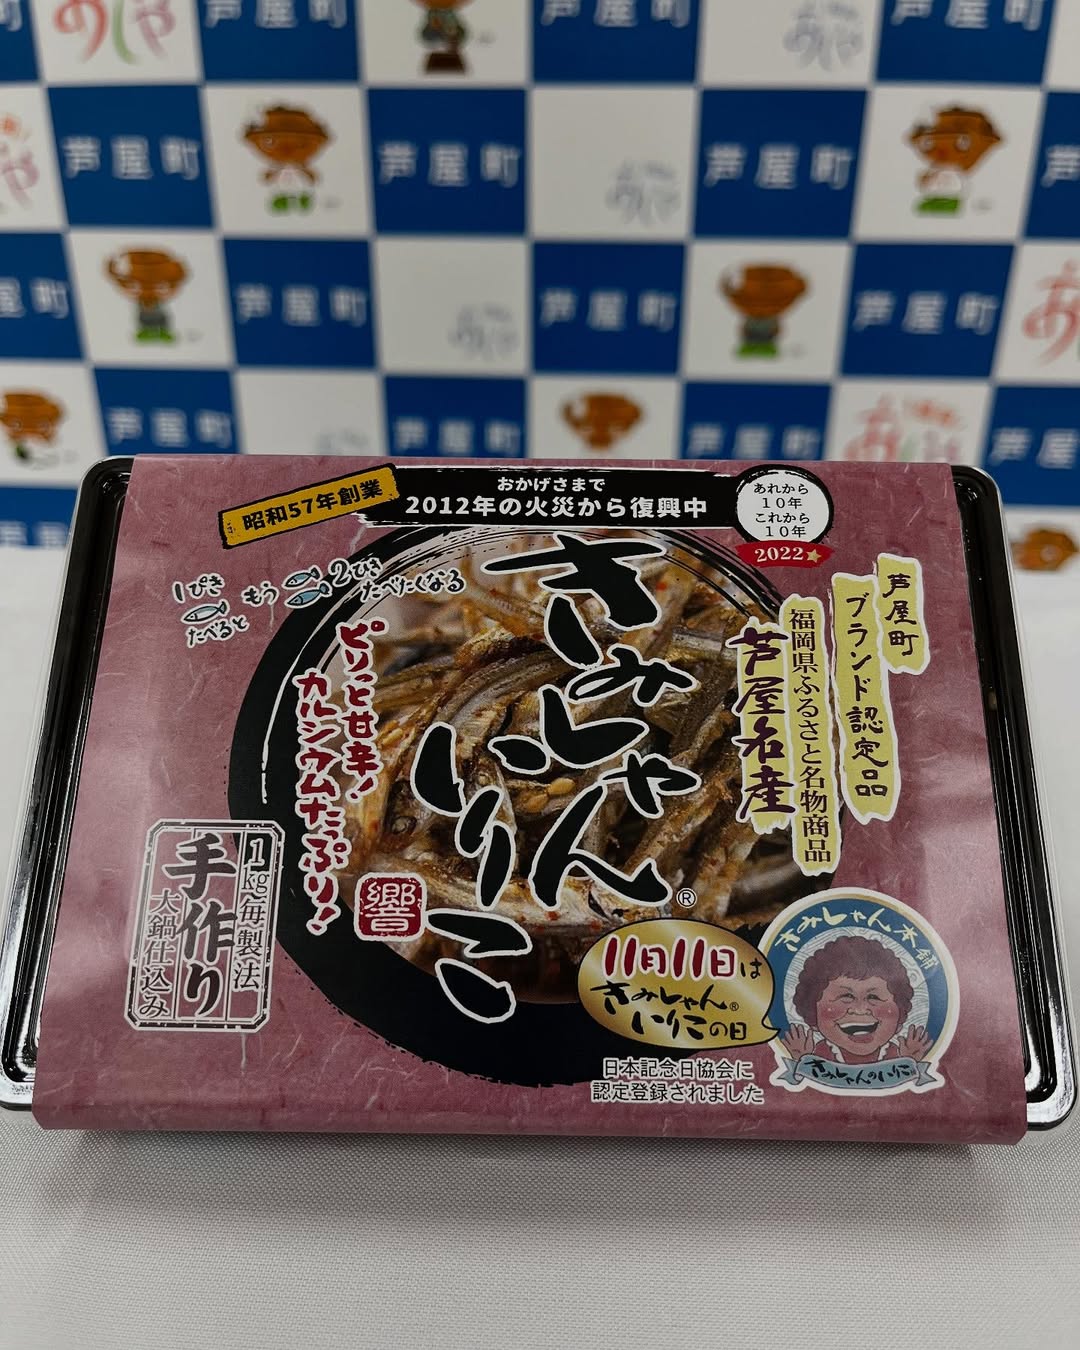 芦屋町
芦屋町
芦屋町
あしや
芦屋町
芦屋町
芦屋町
芦屋町
芦屋町
芦屋町
芦屋町
芦屋町
芦屋町
芦屋町
昭和57年創業
おかげさまで
2012年の火災から復興中
あれから
10年
これから
10年
2022
1ぴき
たべると
もう
2ひき
たべたくなる
きみしゃん
いりこ
®
ピリッと甘辛!
カルシウムたっぷり!
響
芦屋町
ブランド認定品
福岡県ふるさと名物商品
芦屋名産
1kg毎製法
手作り
大鍋仕込み
11月11日は
きみしゃん®
いりこの日
日本記念日協会に
認定登録されました
きみしゃん本舗
きみしゃんのいりこ